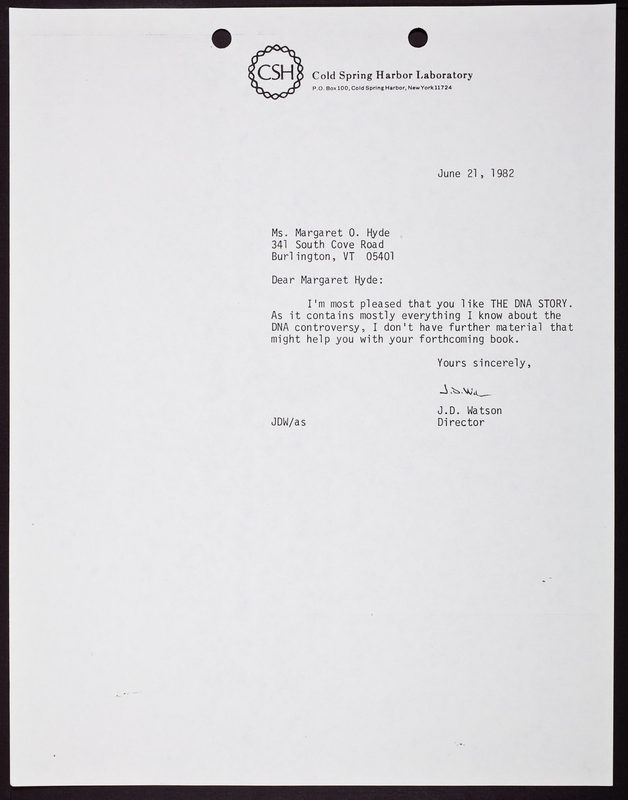 CSH
Cold Spring Harbor Laboratory
P.O. Box 100, Cold Spring Harbor, New York 11724
June 21, 1982
Ms. Margaret O. Hyde
341 South Cove Road
Burlington, VT 05401
Dear Margaret Hyde:
I'm most pleased that you like THE DNA STORY.
As it contains mostly everything I know about the
DNA controversy, I don't have further material that
might help you with your forthcoming book.
Yours sincerely,
J.D. Wa
J.D. Watson
JDW/as Director